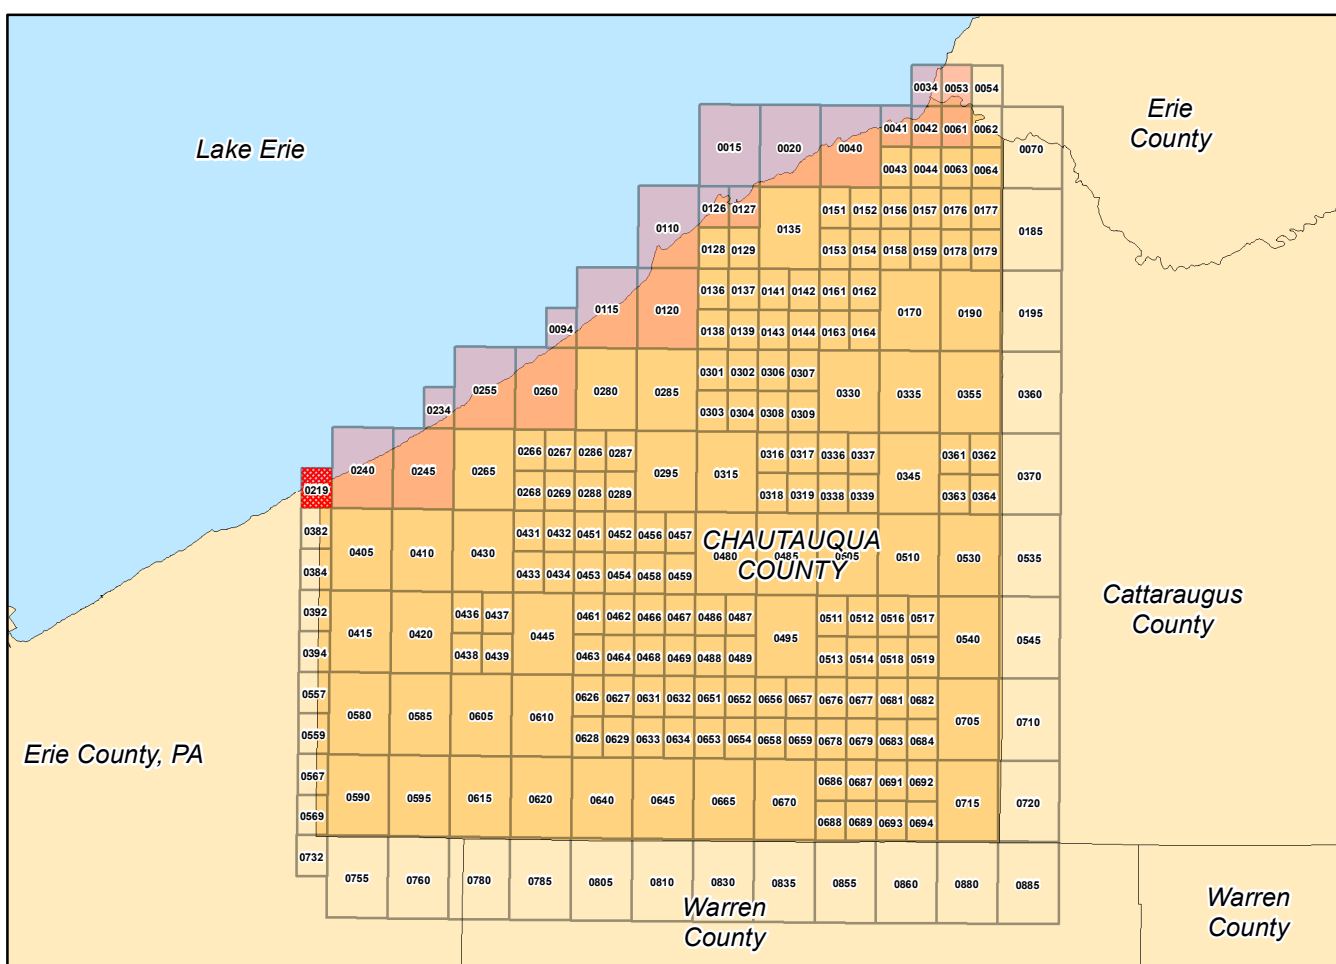 0034 0053 0054
Erie
County
Lake Erie
0015 0020 0040 0041 0042 0061 0062 0070
0043 0044 0063 0064
0110 0126 0127 0135 0151 0152 0156 0157 0176 0177 0185
0128 0129 0153 0154 0158 0159 0178 0179
0115 0120 0136 0137 0141 0142 0161 0162 0170 0190 0195
0094 0138 0139 0143 0144 0163 0164
0255 0260 0280 0285 0301 0302 0306 0307 0330 0335 0355 0360
0234 0303 0304 0308 0309
0240 0245 0265 0266 0267 0286 0287 0295 0315 0316 0317 0336 0337 0345 0361 0362 0370
0219 0268 0269 0288 0289 0318 0319 0338 0339 0363 0364
0382 0405 0410 0430 0431 0432 0451 0452 0456 0457 0480 0485 0505 0510 0530 0535
CHAUTAUQUA
COUNTY
0384 0433 0434 0453 0454 0458 0459
Cattaraugus
County
0392 0415 0420 0436 0437 0445 0461 0462 0466 0467 0486 0487 0495 0511 0512 0516 0517 0540 0545
0394 0438 0439 0463 0464 0468 0469 0488 0489 0513 0514 0518 0519
0557 0580 0585 0605 0610 0626 0627 0631 0632 0651 0652 0656 0657 0676 0677 0681 0682 0705 0710
0559 0628 0629 0633 0634 0653 0654 0658 0659 0678 0679 0683 0684
Erie County, PA
0567 0590 0595 0615 0620 0640 0645 0665 0670 0686 0687 0691 0692 0715 0720
0569 0688 0689 0693 0694
0732 0755 0760 0780 0785 0805 0810 0830 0835 0855 0860 0880 0885
Warren
County
Warren
County